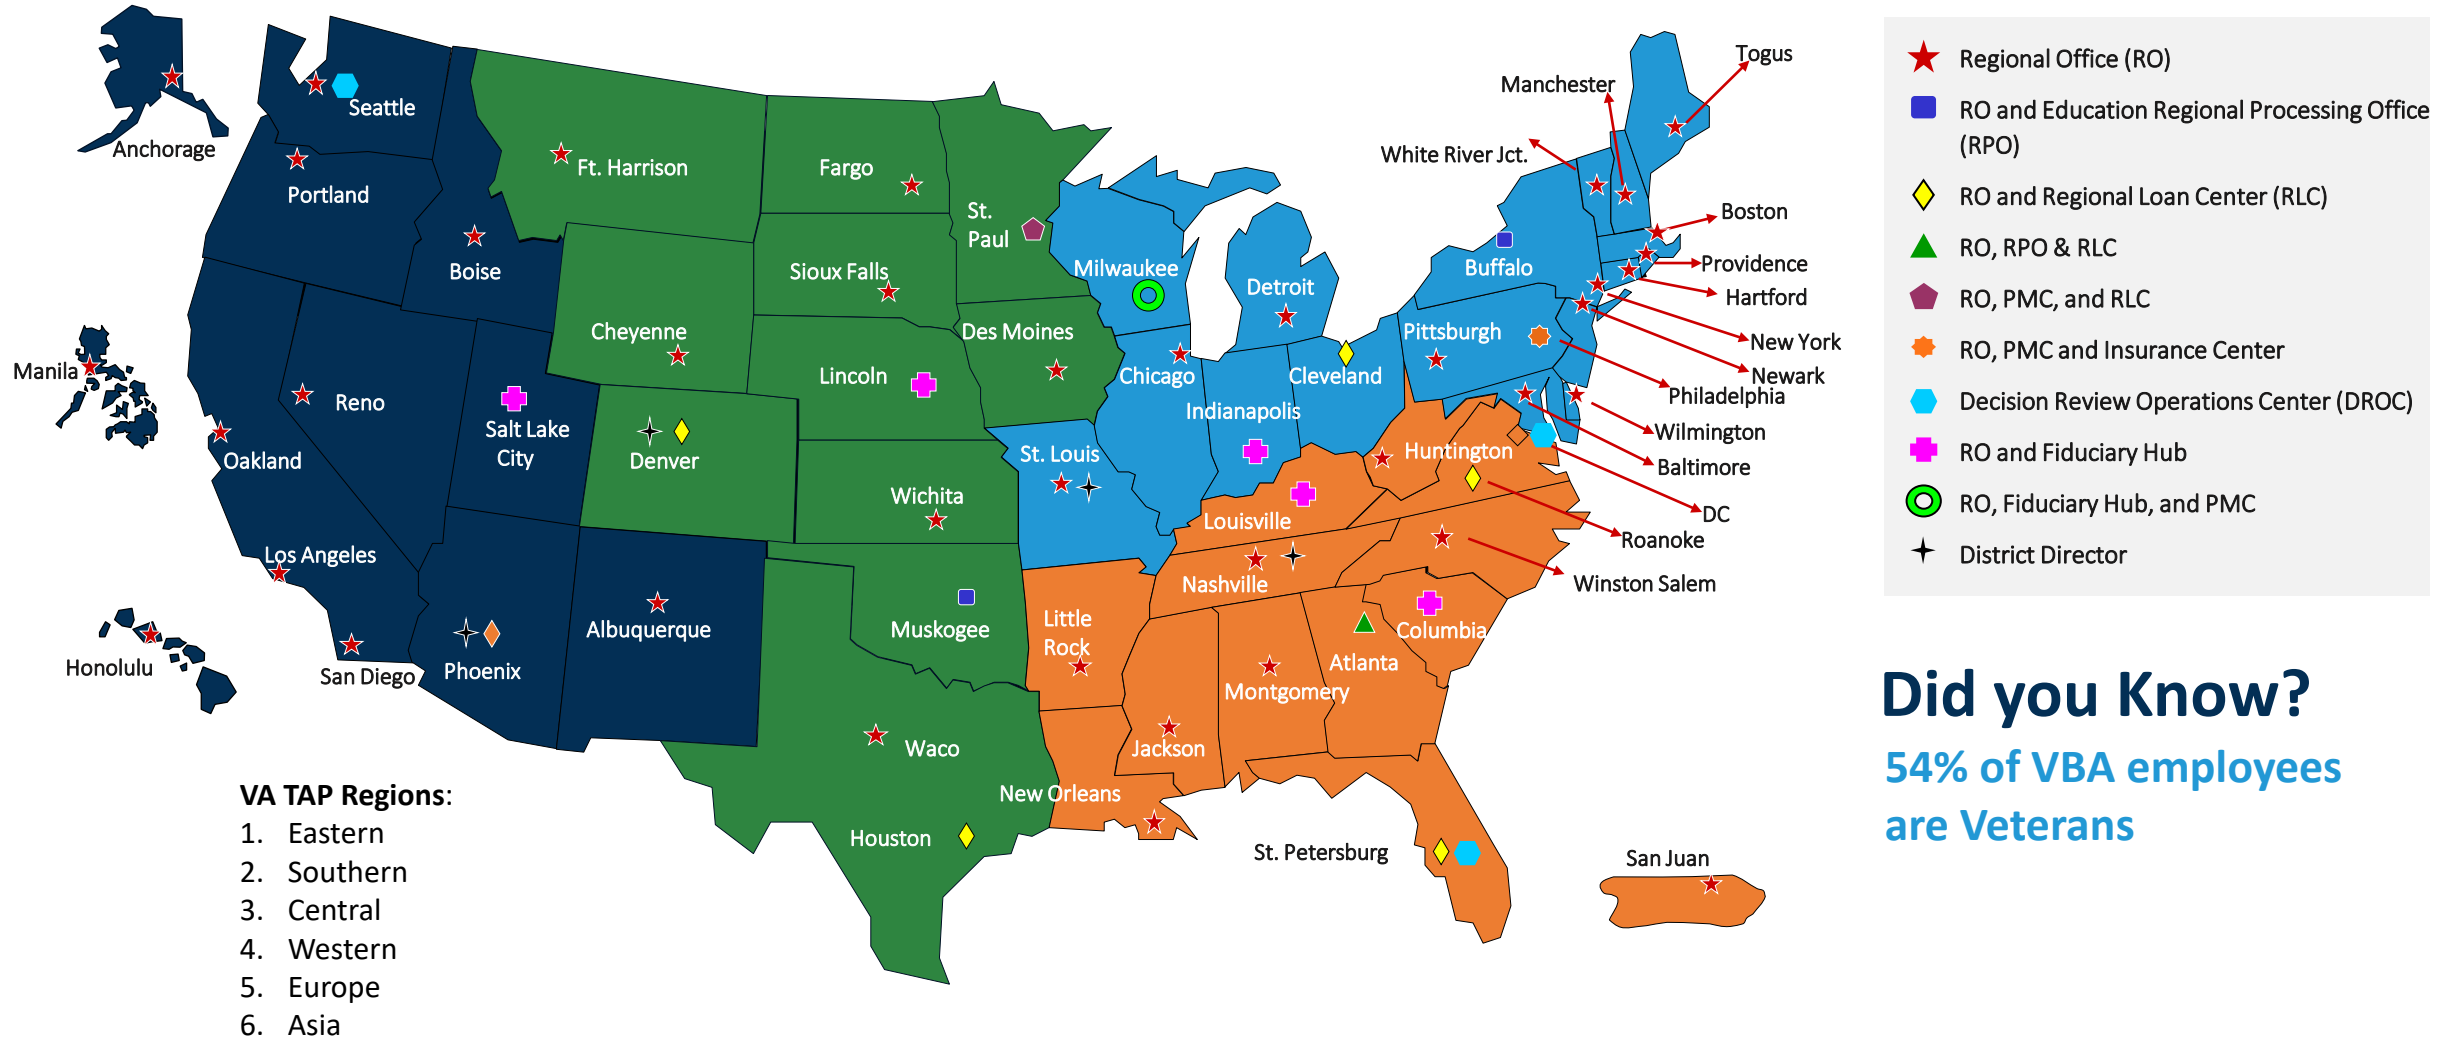 Togus
Manchester
White River Jct.
Boston
Providence
Hartford
New York
Newark
Philadelphia
Wilmington
Baltimore
DC
Roanoke
Winston Salem
Anchorage
Seattle
Portland
Boise
Ft. Harrison
Fargo
St.
Paul
Sioux Falls
Milwaukee
Detroit
Buffalo
Manila
Cheyenne
Des Moines
Pittsburgh
Reno
Lincoln
Chicago
Cleveland
Indianapolis
Salt Lake
City
Oakland
Denver
St. Louis
Huntington
Wichita
Louisville
Los Angeles
Nashville
Honolulu
San Diego
Phoenix
Albuquerque
Muskogee
Little
Rock
Columbia
Atlanta
Montgomery
Waco
Jackson
New Orleans
Houston
St. Petersburg
San Juan
Regional Office (RO)
RO and Education Regional Processing Office
(RPO)
RO and Regional Loan Center (RLC)
RO, RPO & RLC
RO, PMC, and RLC
RO, PMC and Insurance Center
Decision Review Operations Center (DROC)
RO and Fiduciary Hub
RO, Fiduciary Hub, and PMC
District Director
Did you Know?
54% of VBA employees
are Veterans
VA TAP Regions:
1. Eastern
2. Southern
3. Central
4. Western
5. Europe
6. Asia